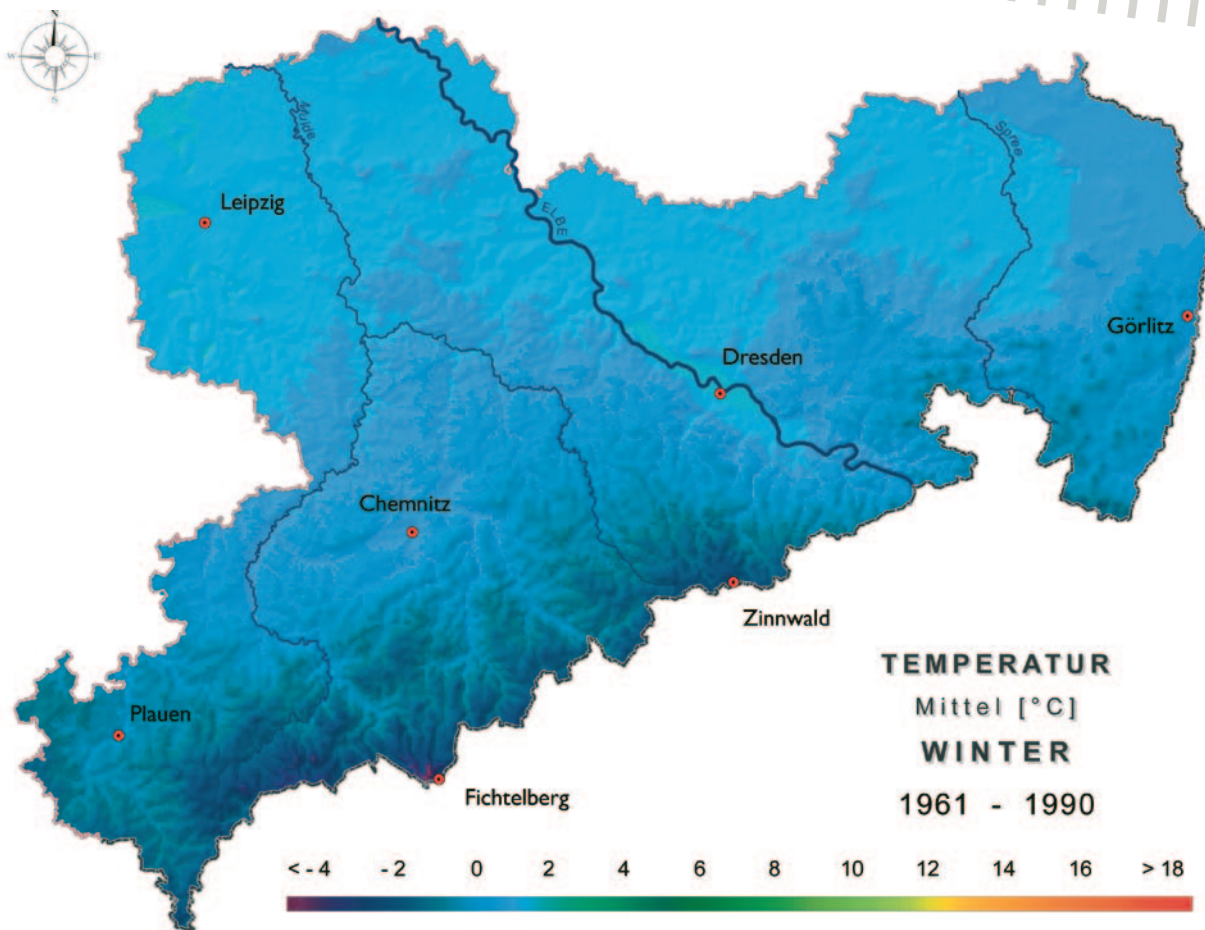 N
W E
S
Mulde
Spree
Leipzig
ELBE
Görlitz
Dresden
Chemnitz
Zinnwald
Plauen
Fichtelberg
TEMPERATUR
Mittel [°C]
WINTER
1961 - 1990
< - 4 - 2 0 2 4 6 8 10 12 14 16 > 18